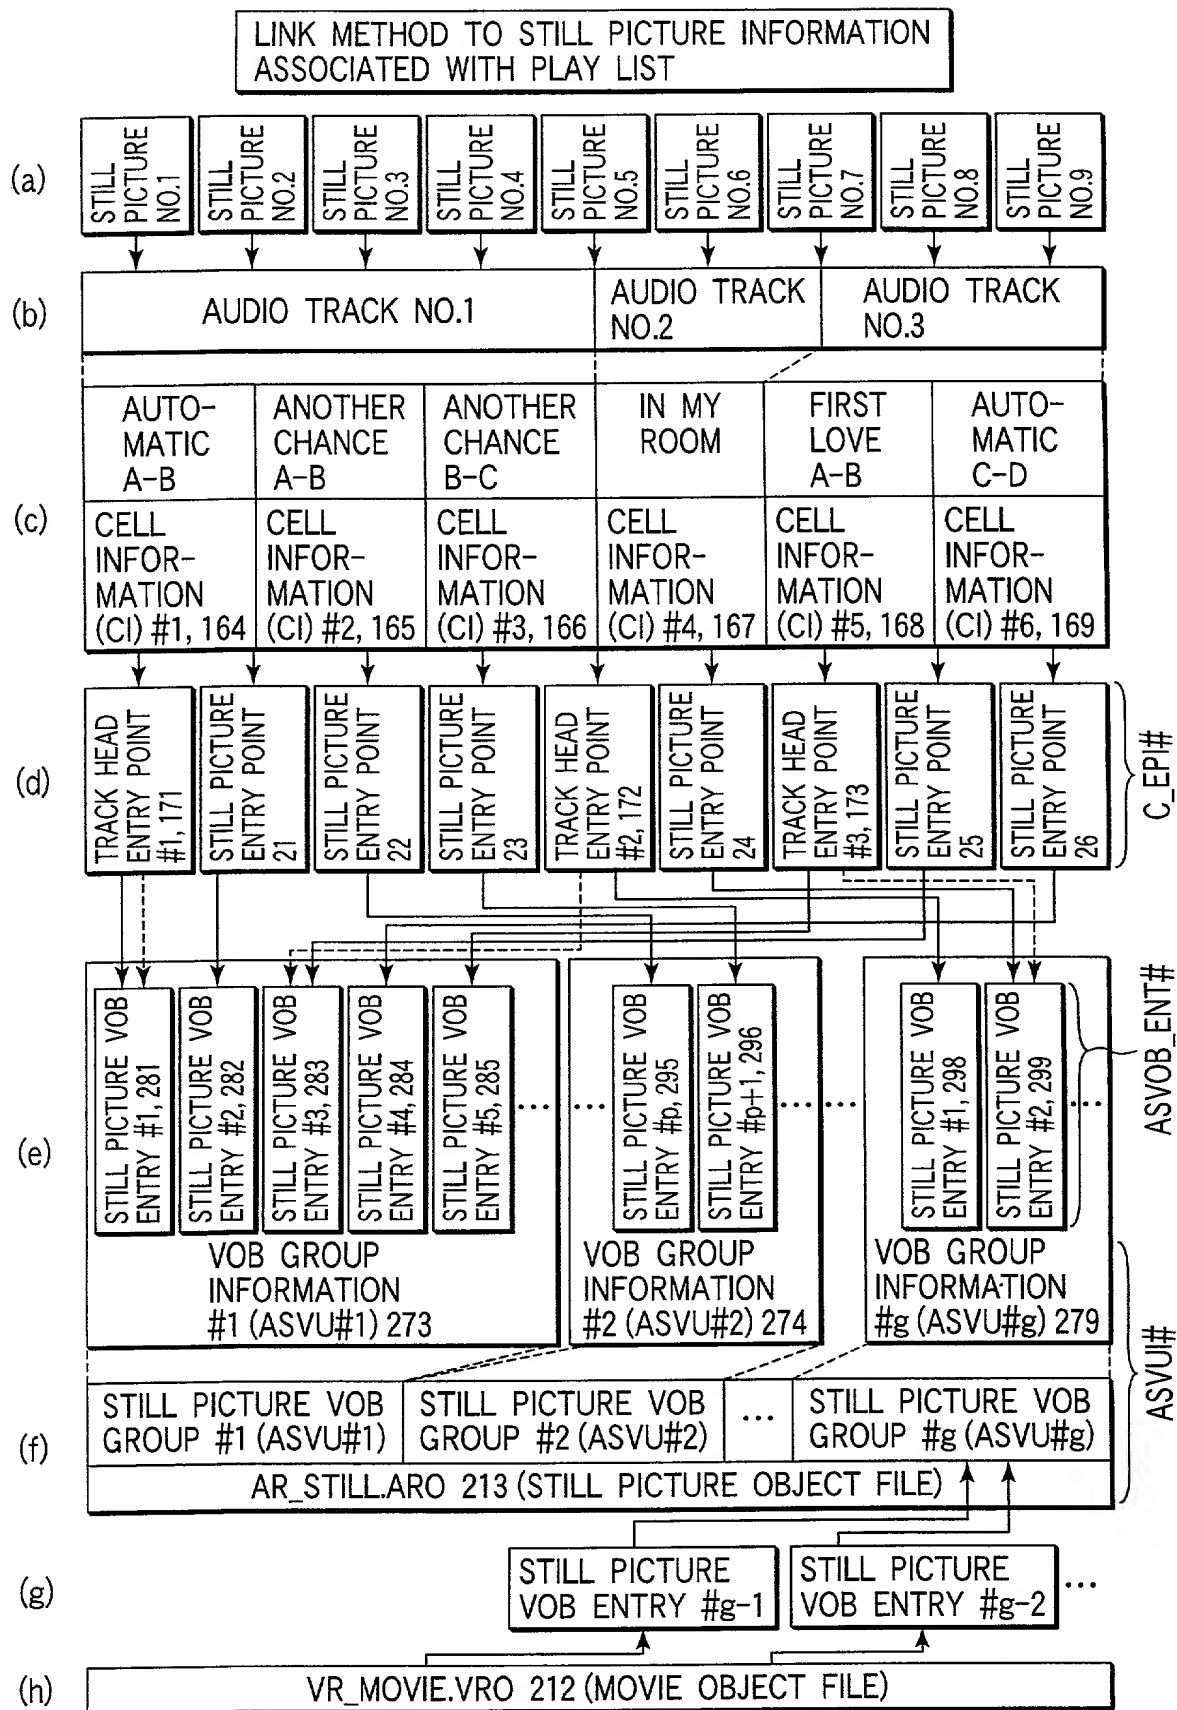 LINK METHOD TO STILL PICTURE INFORMATION
ASSOCIATED WITH PLAY LIST
(a)
STILL
PICTURE
NO.1
STILL
PICTURE
NO.2
STILL
PICTURE
NO.3
STILL
PICTURE
NO.4
STILL
PICTURE
NO.5
STILL
PICTURE
NO.6
STILL
PICTURE
NO.7
STILL
PICTURE
NO.8
STILL
PICTURE
NO.9
(b)
AUDIO TRACK NO.1
AUDIO TRACK
NO.2
AUDIO TRACK
NO.3
(c)
AUTO-
MATIC
A-B
ANOTHER
CHANCE
A-B
ANOTHER
CHANCE
B-C
IN MY
ROOM
FIRST
LOVE
A-B
AUTO-
MATIC
C-D
CELL
INFOR-
MATION
(CI) #1, 164
CELL
INFOR-
MATION
(CI) #2, 165
CELL
INFOR-
MATION
(CI) #3, 166
CELL
INFOR-
MATION
(CI) #4, 167
CELL
INFOR-
MATION
(CI) #5, 168
CELL
INFOR-
MATION
(CI) #6, 169
(d)
TRACK HEAD
ENTRY POINT
#1, 171
STILL PICTURE
ENTRY POINT
21
STILL PICTURE
ENTRY POINT
22
STILL PICTURE
ENTRY POINT
23
TRACK HEAD
ENTRY POINT
#2, 172
STILL PICTURE
ENTRY POINT
24
TRACK HEAD
ENTRY POINT
#3, 173
STILL PICTURE
ENTRY POINT
25
STILL PICTURE
ENTRY POINT
26
C_EPI#
(e)
STILL PICTURE VOB
ENTRY #1, 281
STILL PICTURE VOB
ENTRY #2, 282
STILL PICTURE VOB
ENTRY #3, 283
STILL PICTURE VOB
ENTRY #4, 284
STILL PICTURE VOB
ENTRY #5, 285
...
...
STILL PICTURE VOB
ENTRY #p, 295
STILL PICTURE VOB
ENTRY #p+1, 296
...
...
STILL PICTURE VOB
ENTRY #1, 298
STILL PICTURE VOB
ENTRY #2, 299
...
ASVOB_ENT#
VOB GROUP
INFORMATION
#1 (ASVU#1) 273
VOB GROUP
INFORMATION
#2 (ASVU#2) 274
VOB GROUP
INFORMATION
#g (ASVU#g) 279
ASVUI#
(f)
STILL PICTURE VOB
GROUP #1 (ASVU#1)
STILL PICTURE VOB
GROUP #2 (ASVU#2)
...
STILL PICTURE VOB
GROUP #g (ASVU#g)
AR_STILL.ARO 213 (STILL PICTURE OBJECT FILE)
(g)
STILL PICTURE
VOB ENTRY #g-1
STILL PICTURE
VOB ENTRY #g-2
...
(h)
VR_MOVIE.VRO 212 (MOVIE OBJECT FILE)